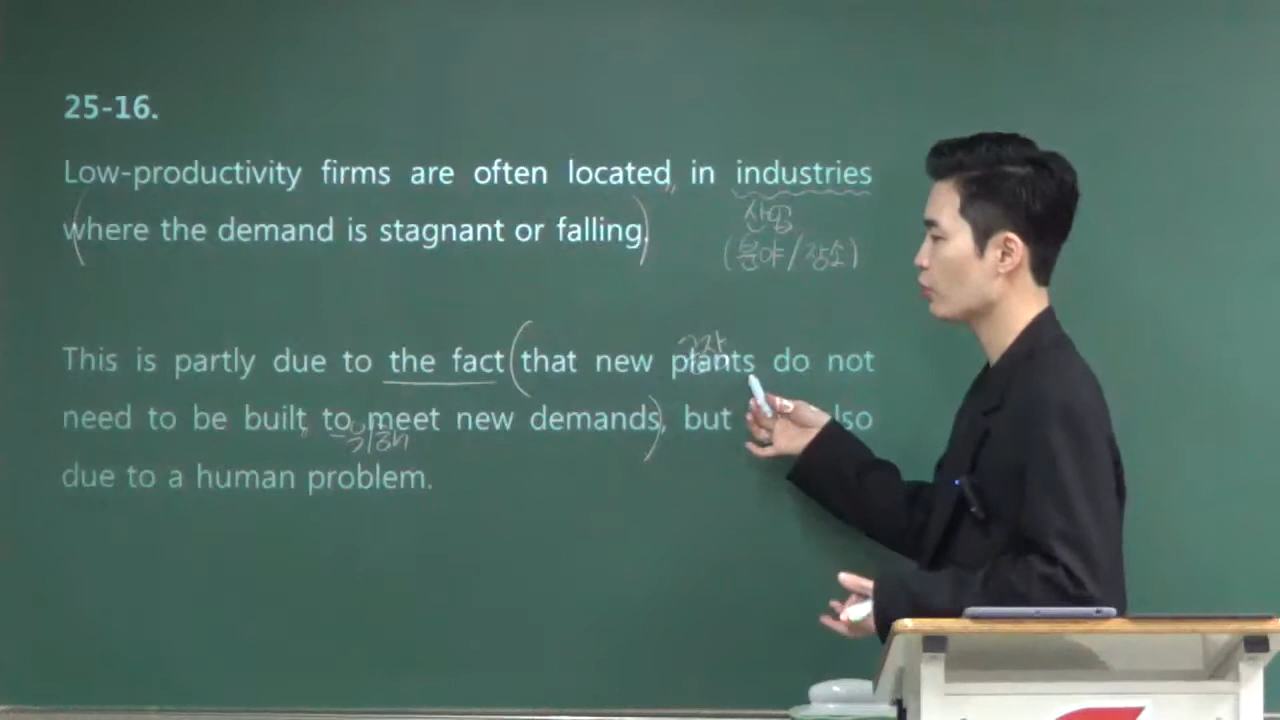 25-16.
Low-productivity firms are often located, in industries
산업
where the demand is stagnant or falling.
(분야/장소)
공장
This is partly due to the fact (that new plants do not
need to be built to meet new demands), but
due to a human problem.
위해